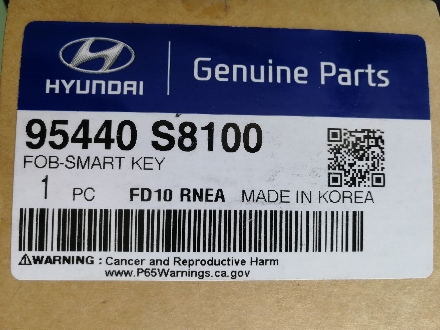 HYUNDAI
Genuine Parts
95440 S8100
FOB-SMART KEY
1 PC FD10 RNEA MADE IN KOREA
WARNING : Cancer and Reproductive Harm
www.P65Warnings.ca.gov